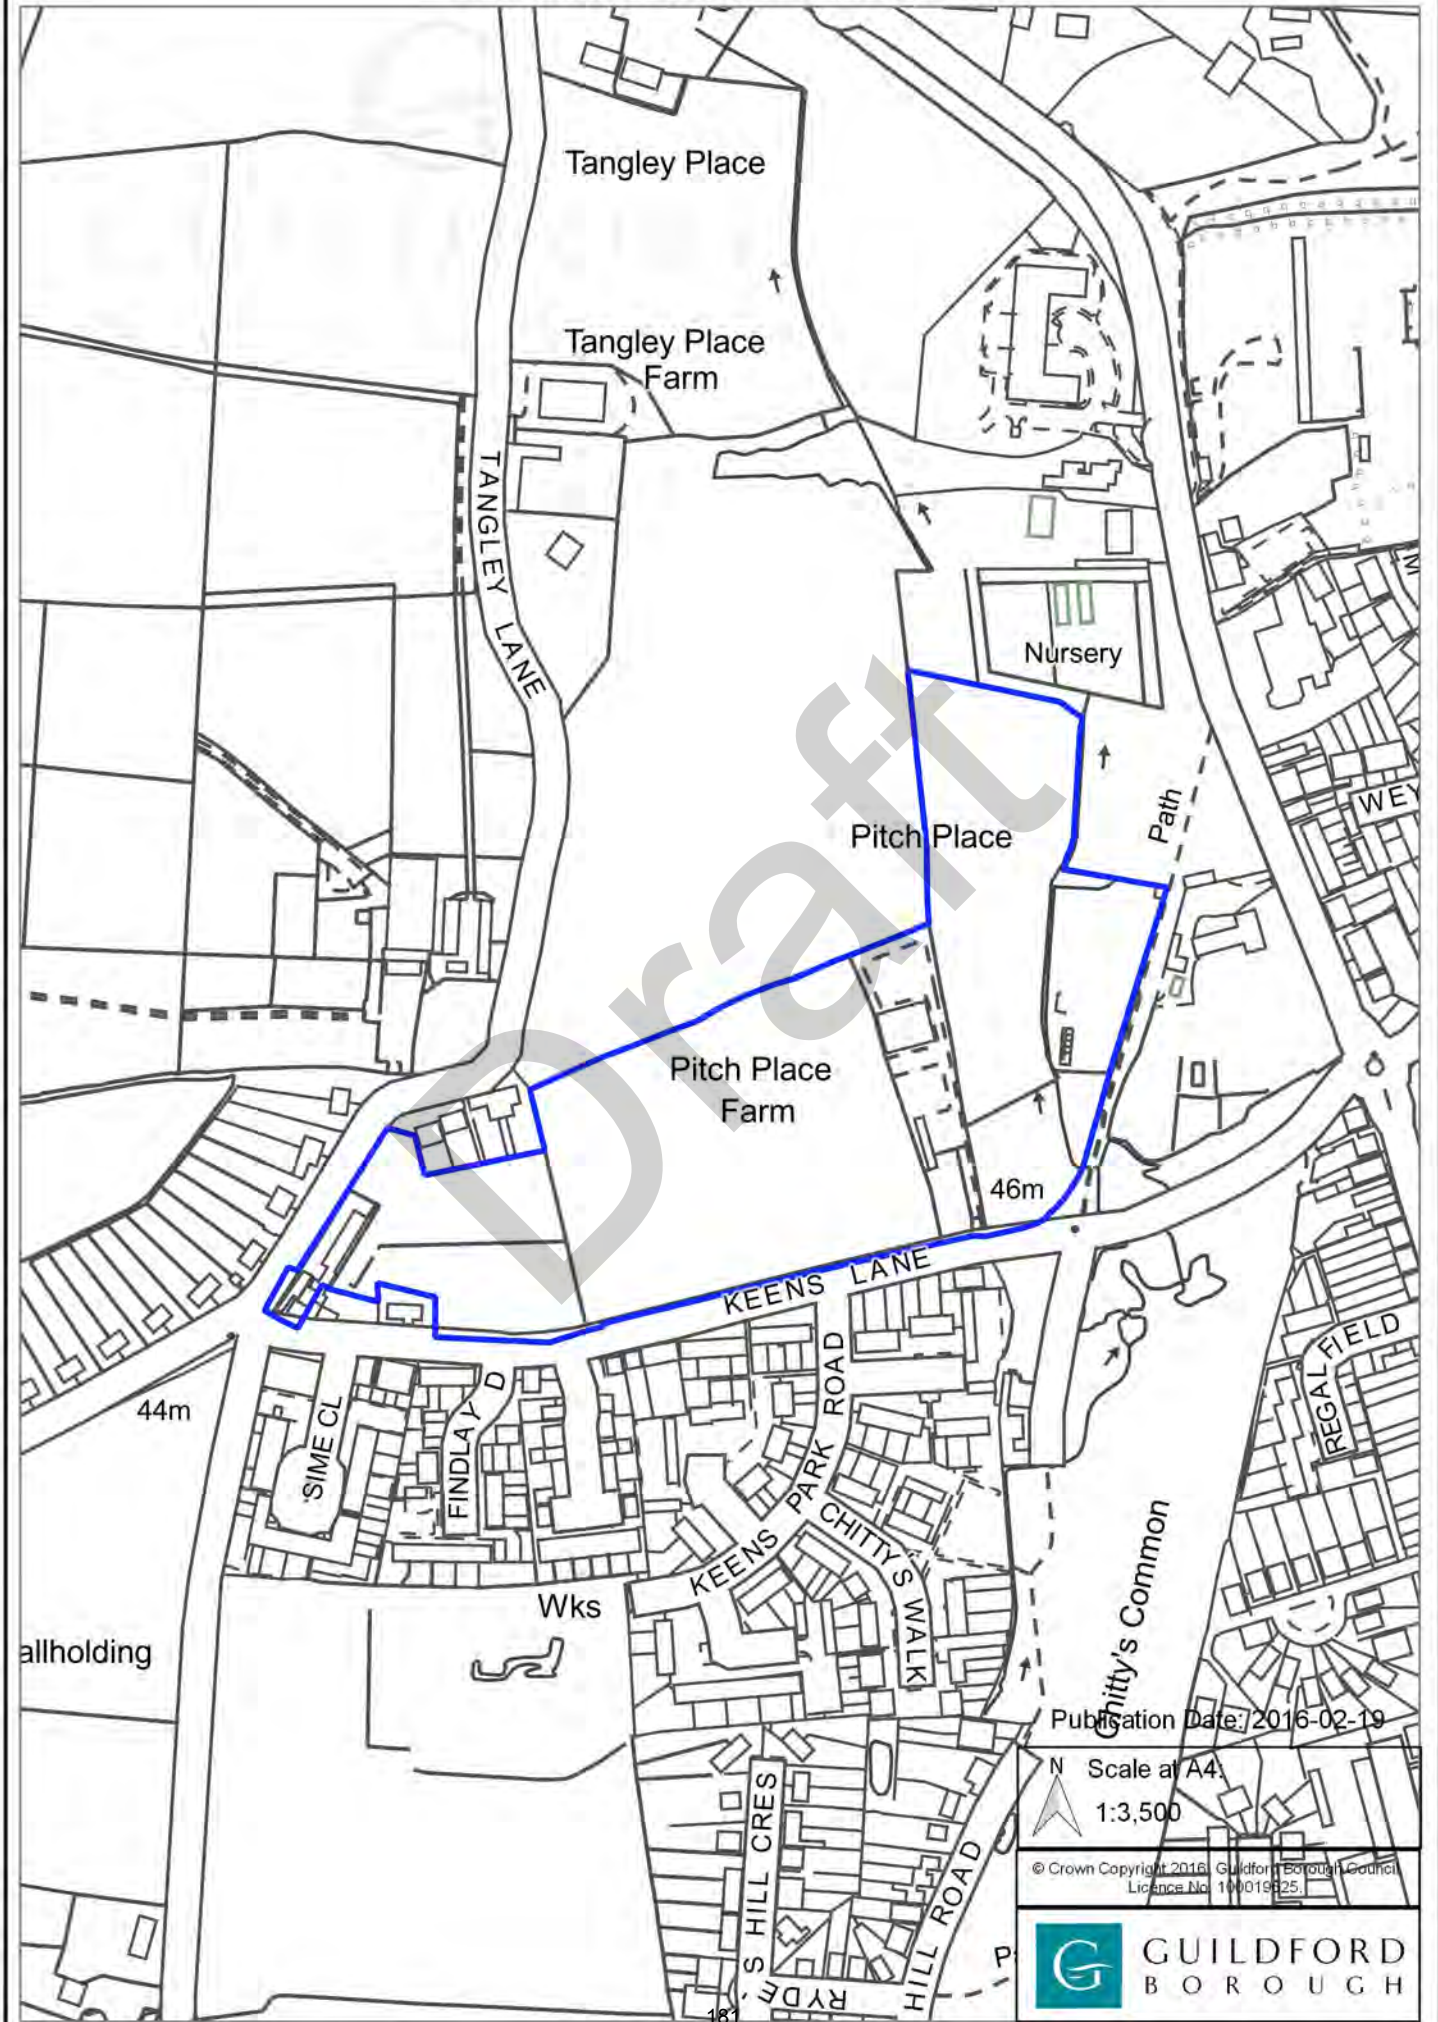 Tangley Place
Tangley Place
Farm
TANGLEY LANE
Nursery
WEY
Path
Pitch Place
Pitch Place
Farm
46m
KEENS LANE
44m
SIME CL
FINDLAY D
KEENS PARK ROAD
CHITTY'S WALK
REGAL FIELD
Chitty's Common
Wks
allholding
RYDE'S HILL CRES
HILL ROAD
Draft
Publication Date: 2016-02-19
N
Scale at A4:
1:3,500
© Crown Copyright 2016. Guildford Borough Council
Licence No. 100019625.
G
GUILDFORD
BOROUGH
181